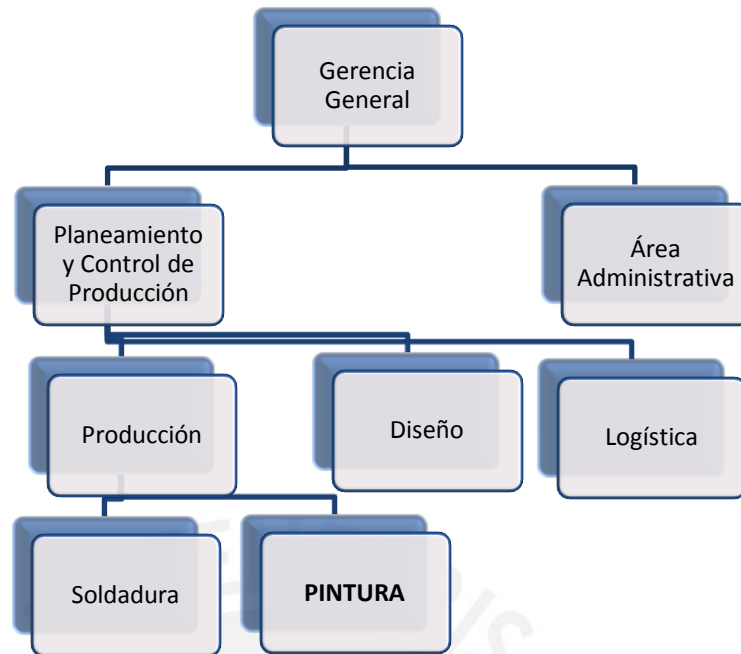 Gerencia
General
Planeamiento
y Control de
Producción
Área
Administrativa
Producción
Diseño
Logística
Soldadura
PINTURA